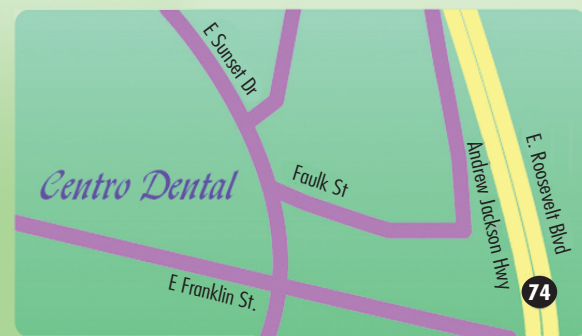 E Sunset Dr
Centro Dental
Faulk St
Andrew Jackson Hwy
E. Roosevelt Blvd
E Franklin St.
74